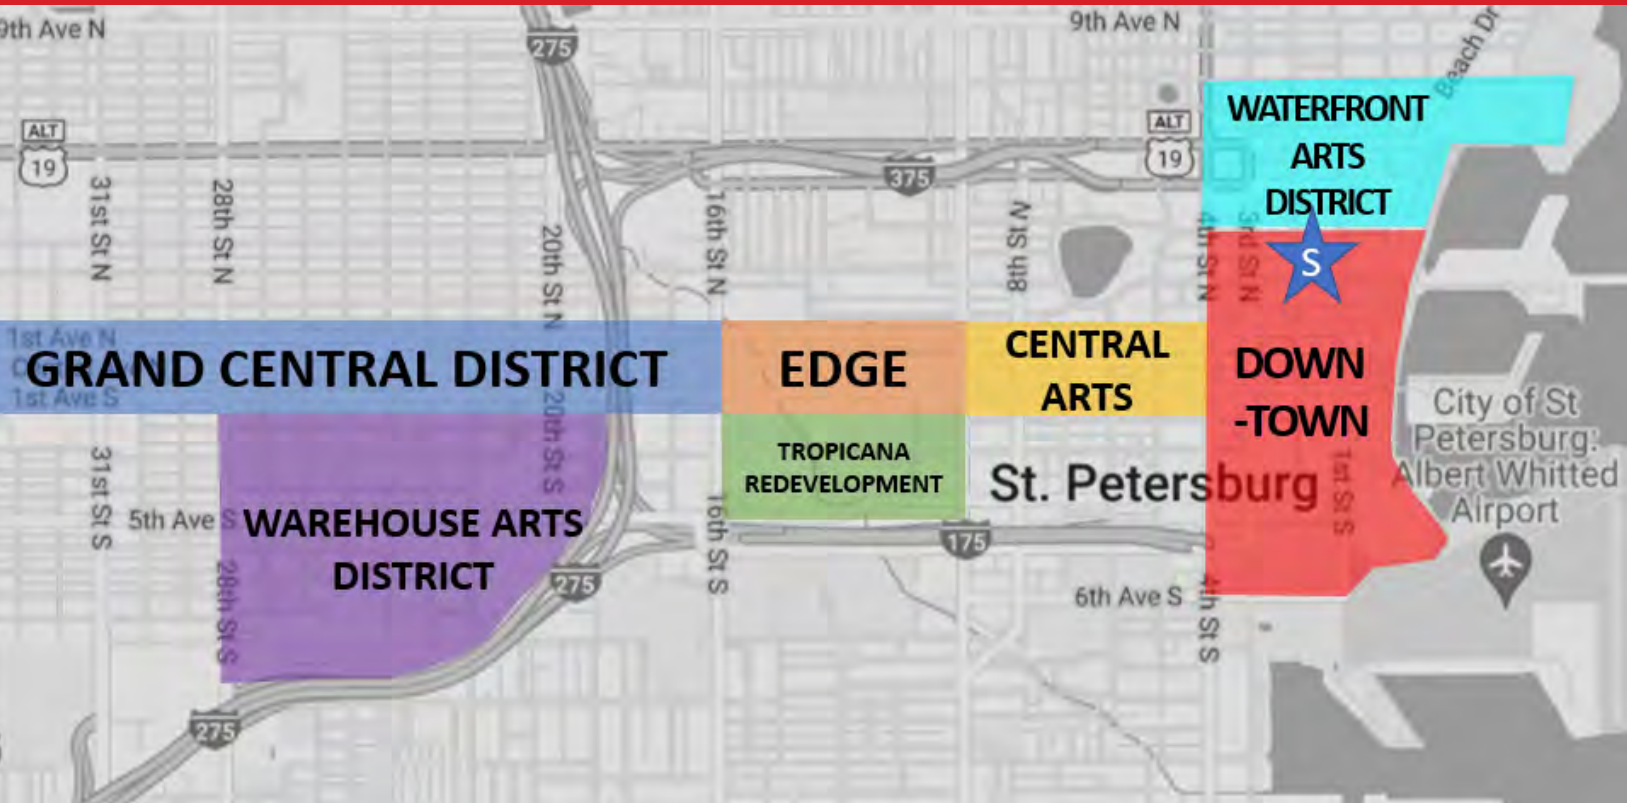 9th Ave N
275
9th Ave N
Beach Dr
WATERFRONT
ARTS
DISTRICT
ALT
19
ALT
19
375
31st St N
28th St N
20th St N
16th St N
8th St N
4th St N
3rd St N
S
1st Ave N
1st Ave S
GRAND CENTRAL DISTRICT
EDGE
CENTRAL
ARTS
DOWN
-TOWN
TROPICANA
REDEVELOPMENT
St. Petersburg
City of St
Petersburg:
Albert Whitted
Airport
31st St S
20th St S
1st St S
5th Ave S
WAREHOUSE ARTS
DISTRICT
28th St S
275
16th St S
175
6th Ave S
4th St S
275